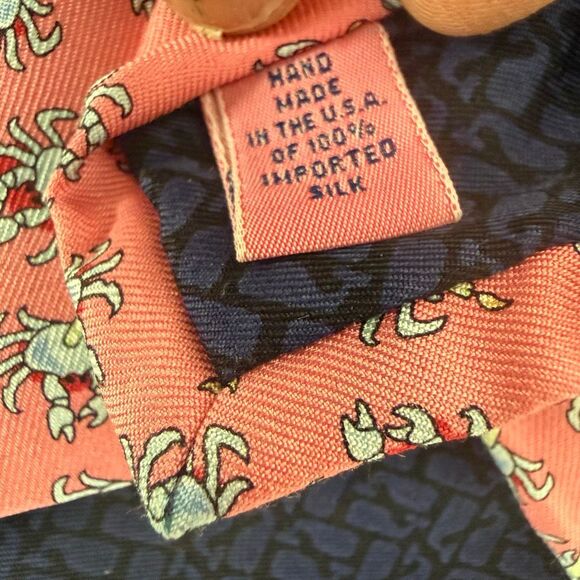 HAND
MADE
IN THE U.S.A.
OF 100%
IMPORTED
SILK